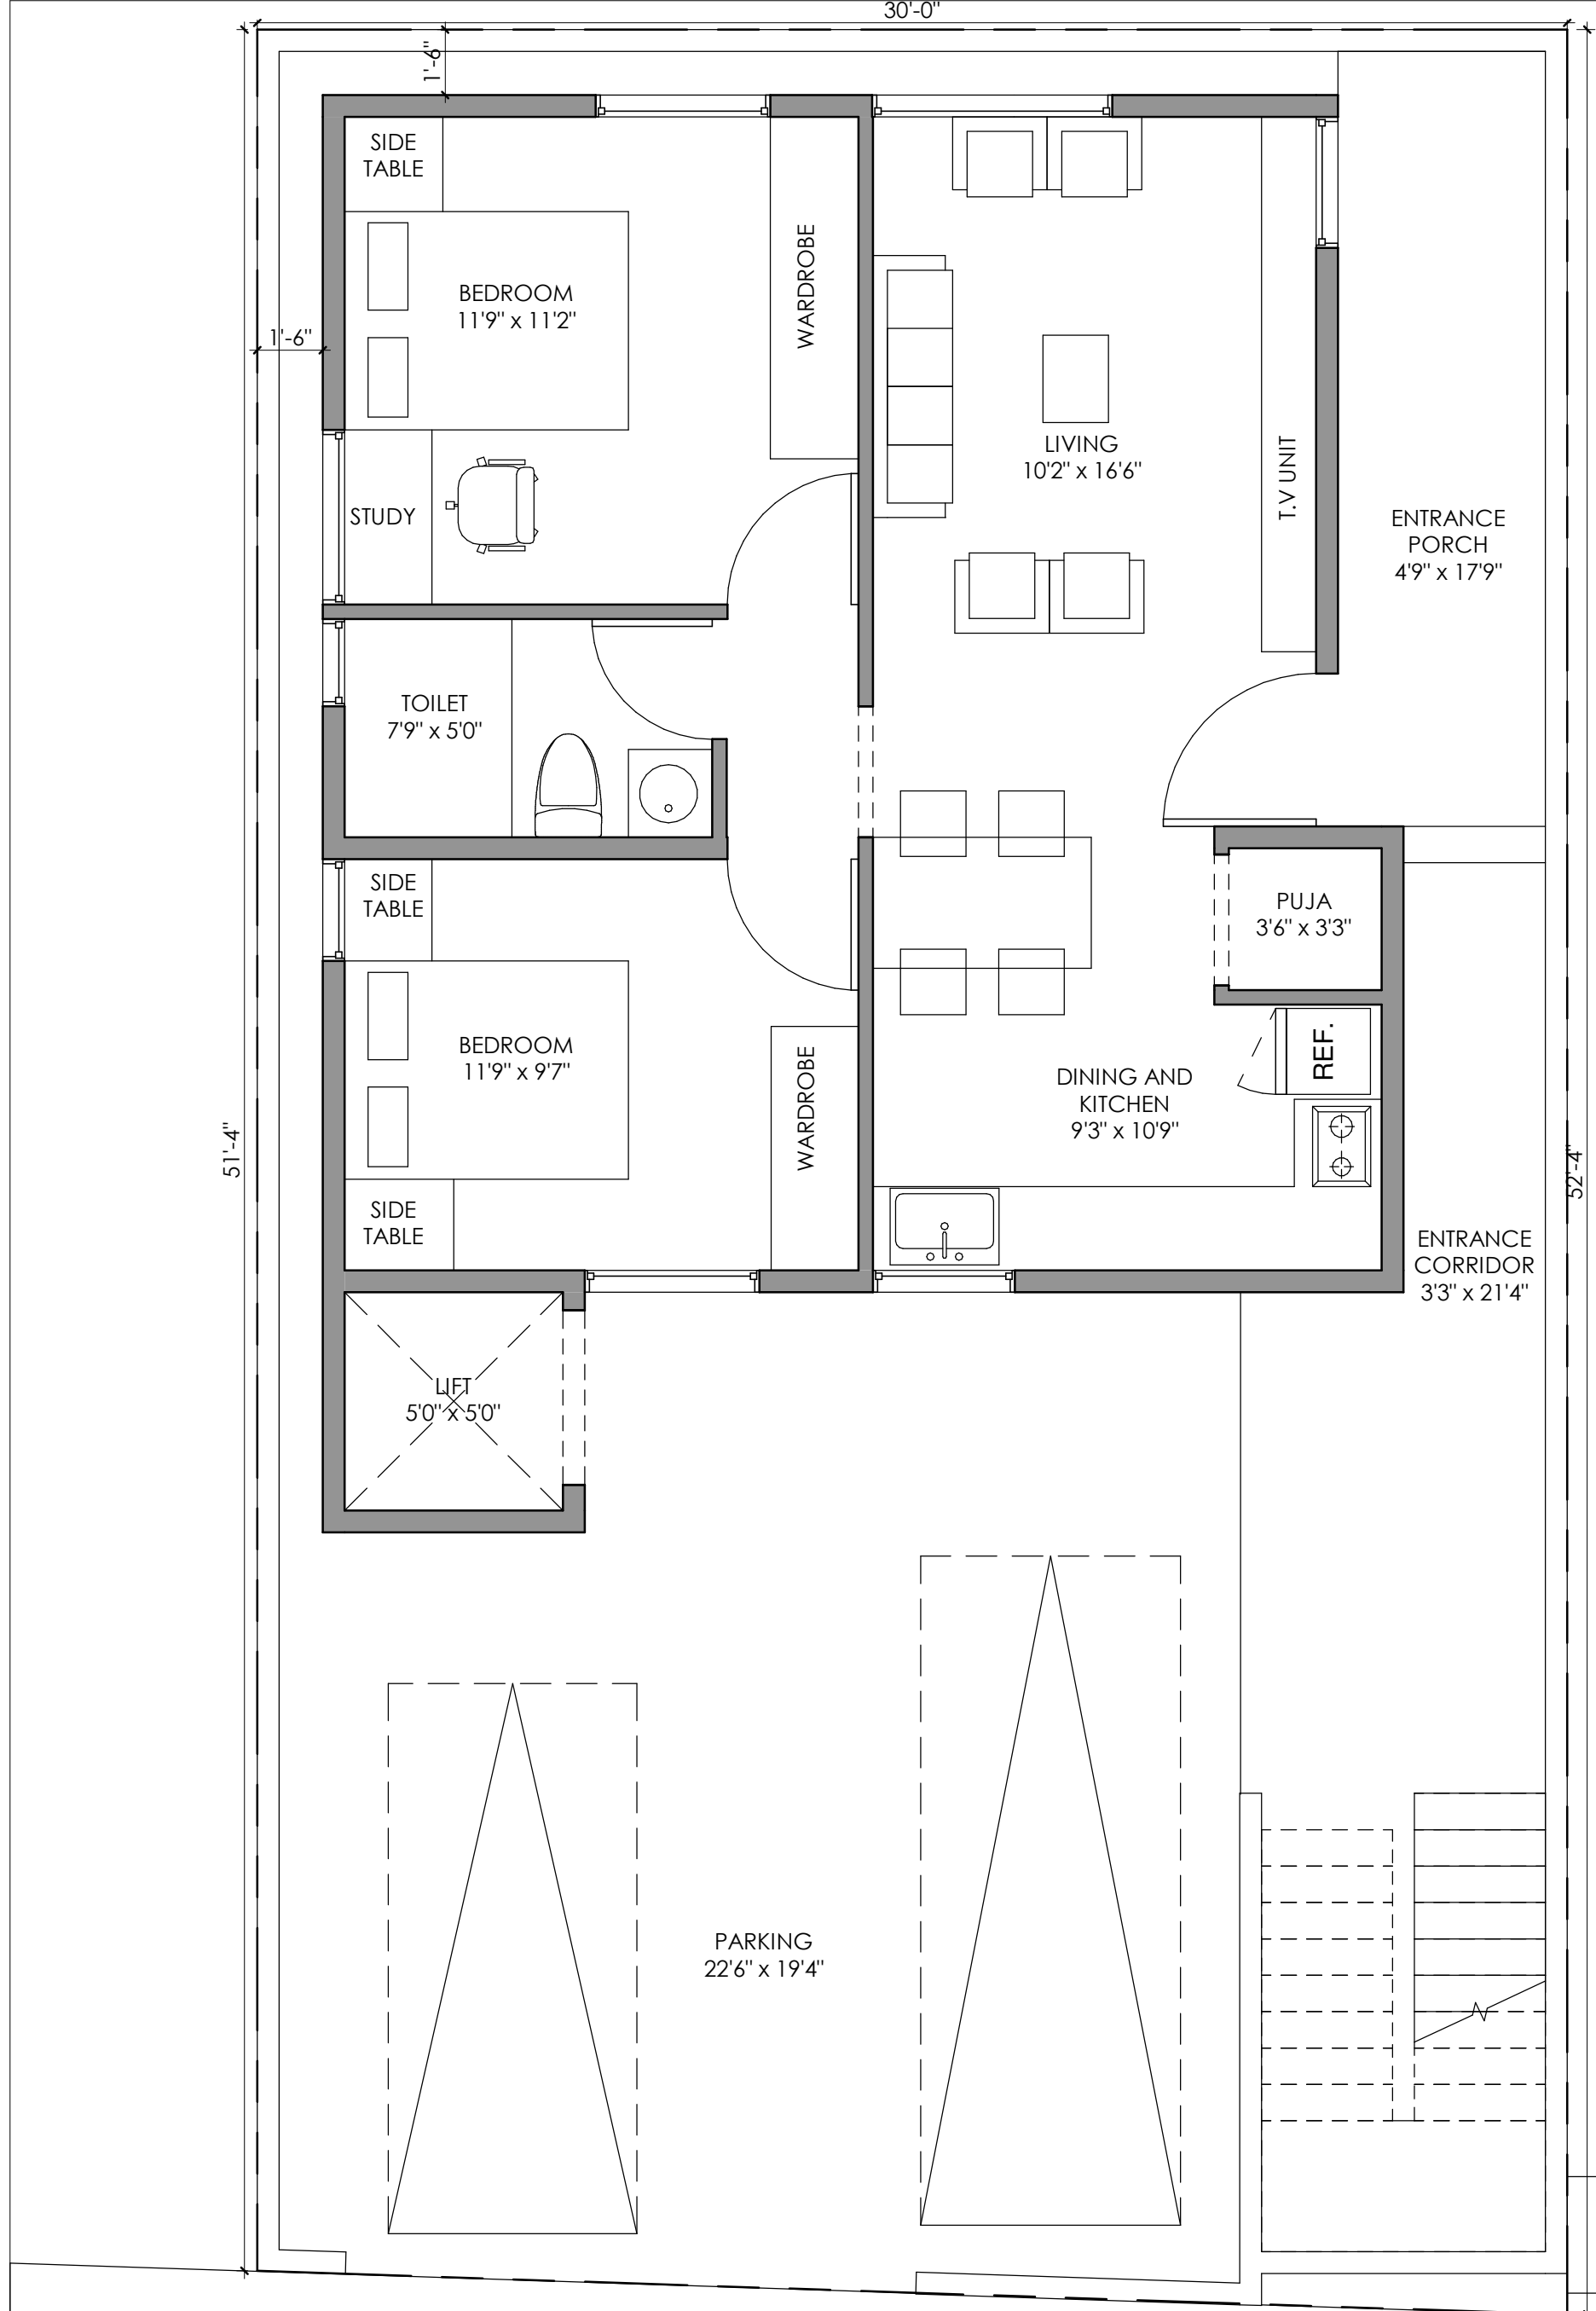 30'-0"
1'-6"
SIDE
TABLE
WARDROBE
BEDROOM
11'9" x 11'2"
1'-6"
LIVING
10'2" x 16'6"
T.V UNIT
STUDY
ENTRANCE
PORCH
4'9" x 17'9"
TOILET
7'9" x 5'0"
SIDE
TABLE
PUJA
3'6" x 3'3"
BEDROOM
11'9" x 9'7"
WARDROBE
REF.
DINING AND
KITCHEN
9'3" x 10'9"
51'-4"
52'-4"
SIDE
TABLE
ENTRANCE
CORRIDOR
3'3" x 21'4"
LIFT
5'0" x 5'0"
PARKING
22'6" x 19'4"